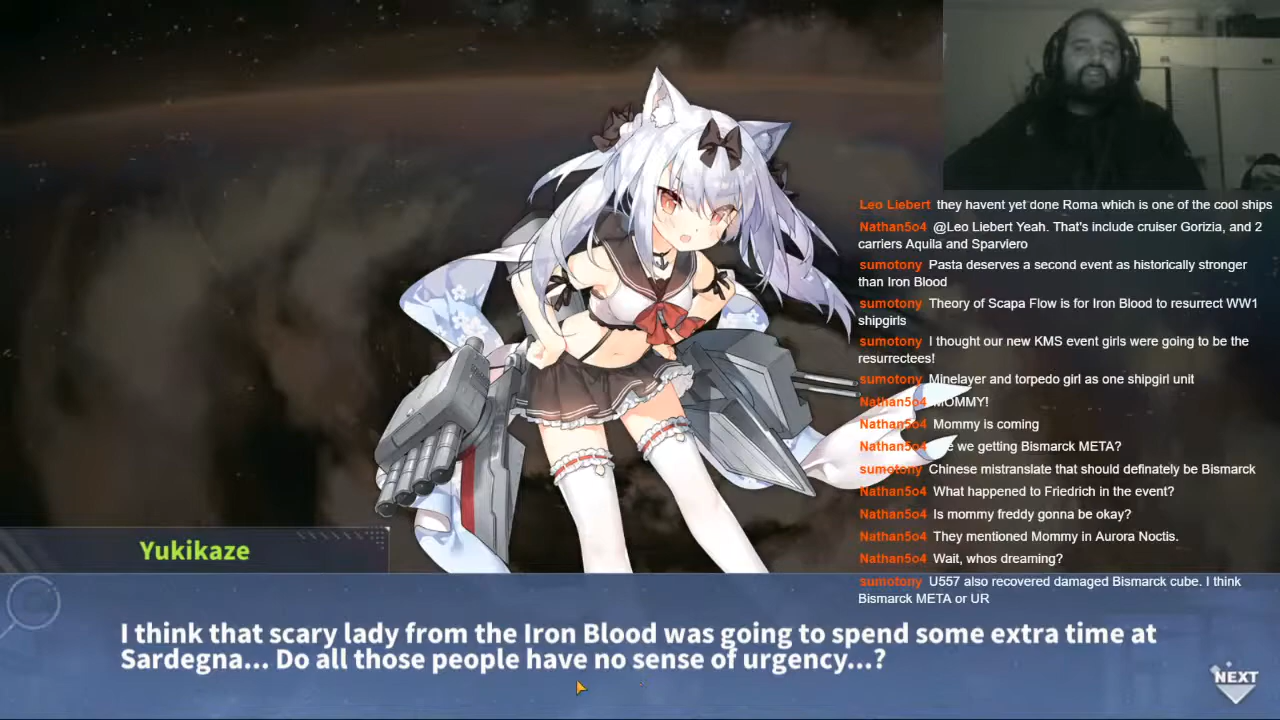 Leo Liebert they havent yet done Roma which is one of the cool ships
Nathan5o4 @Leo Liebert Yeah. That's include cruiser Gorizia, and 2
carriers Aquila and Sparviero
sumotony Pasta deserves a second event as historically stronger
than Iron Blood
sumotony Theory of Scapa Flow is for Iron Blood to resurrect WW1
shipgirls
sumotony I thought our new KMS event girls were going to be the
resurrectees!
sumotony Minelayer and torpedo girl as one shipgirl unit
Nathan5o4 MOMMY!
Nathan5o4 Mommy is coming
Nathan5o4 we getting Bismarck META?
sumotony Chinese mistranslate that should definately be Bismarck
Nathan5o4 What happened to Friedrich in the event?
Nathan5o4 Is mommy freddy gonna be okay?
Nathan5o4 They mentioned Mommy in Aurora Noctis.
Nathan5o4 Wait, whos dreaming?
sumotony U557 also recovered damaged Bismarck cube. I think
Bismarck META or UR
Yukikaze
I think that scary lady from the Iron Blood was going to spend some extra time at
Sardegna... Do all those people have no sense of urgency...?
NEXT